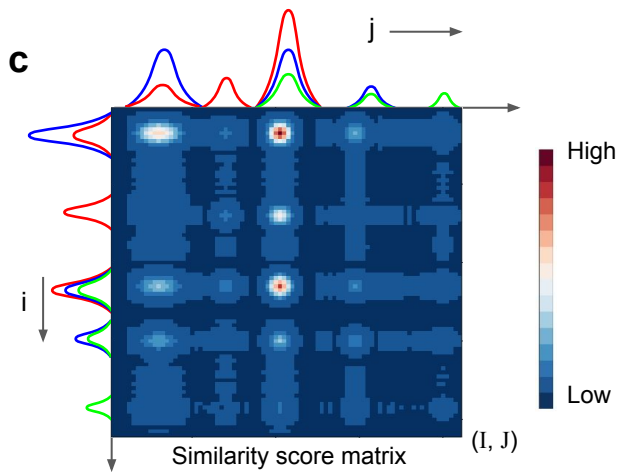 c
j
High
i
Low
(I, J)
Similarity score matrix